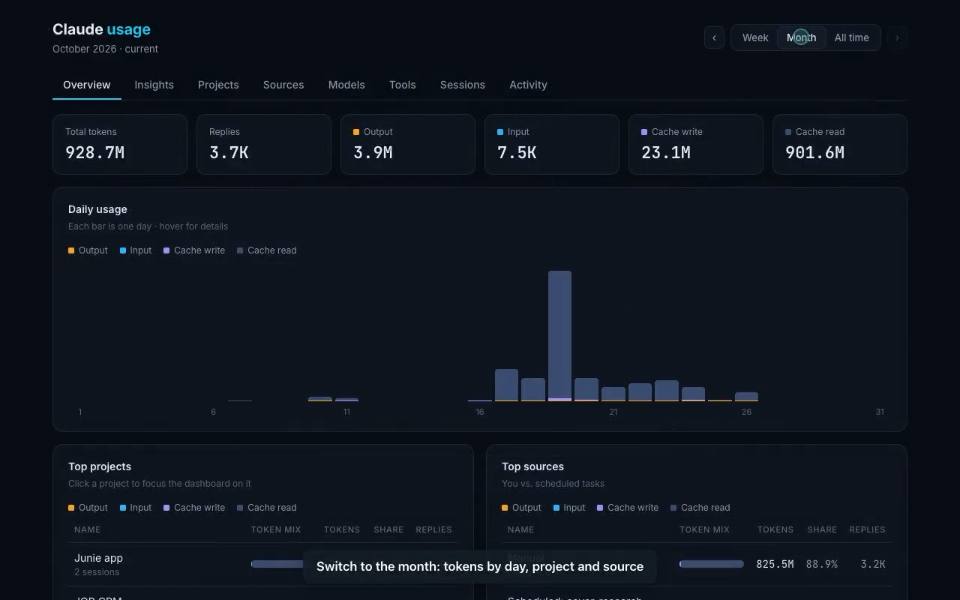 Claude usage
October 2026 · current
‹ Week Month All time ›
Overview Insights Projects Sources Models Tools Sessions Activity
Total tokens
928.7M
Replies
3.7K
Output
3.9M
Input
7.5K
Cache write
23.1M
Cache read
901.6M
Daily usage
Each bar is one day · hover for details
Output Input Cache write Cache read
1 6 11 16 21 26 31
Top projects
Click a project to focus the dashboard on it
Output Input Cache write Cache read
NAME TOKEN MIX TOKENS SHARE REPLIES
Junie app
2 sessions
Top sources
You vs. scheduled tasks
Output Input Cache write Cache read
NAME TOKEN MIX TOKENS SHARE REPLIES
825.5M 88.9% 3.2K
Switch to the month: tokens by day, project and source